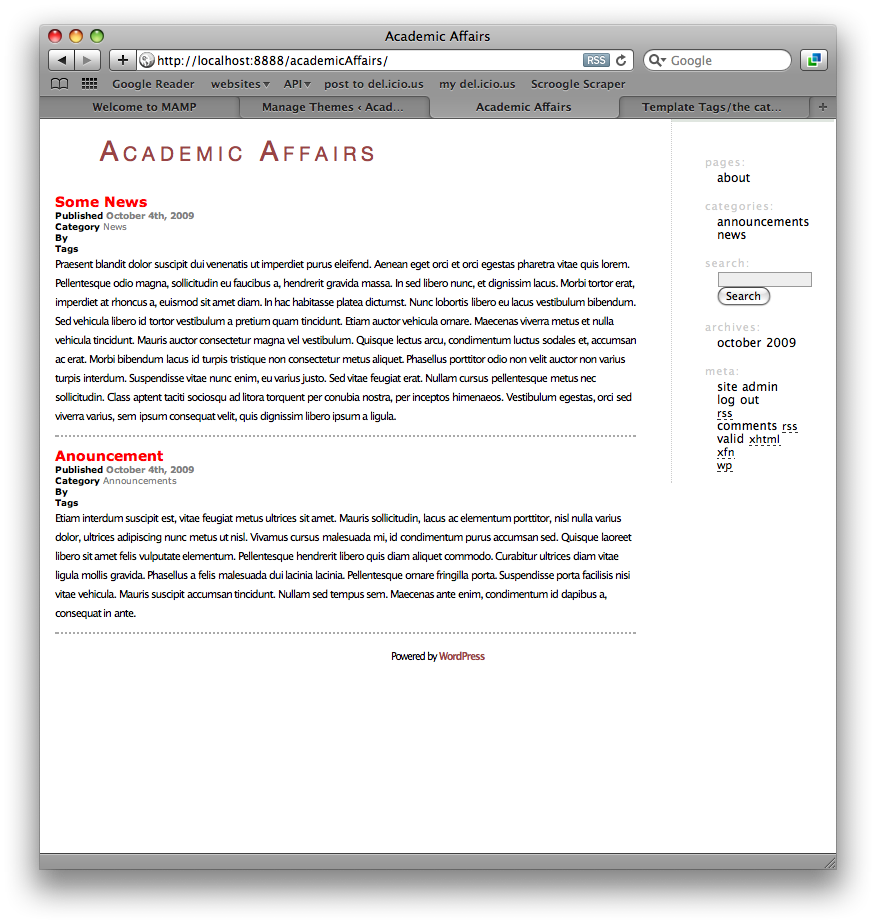 Academic Affairs
http://localhost:8888/academicAffairs/
RSS
Google
Google Reader
websites
API
post to del.icio.us
my del.icio.us
Scroogle Scraper
Welcome to MAMP
Manage Themes ‹ Acad...
Academic Affairs
Template Tags/the cat...
Academic Affairs
Some News
Published October 4th, 2009
Category News
By
Tags
Praesent blandit dolor suscipit dui venenatis ut imperdiet purus eleifend. Aenean eget orci et orci egestas pharetra vitae quis lorem.
Pellentesque odio magna, sollicitudin eu faucibus a, hendrerit gravida massa. In sed libero nunc, et dignissim lacus. Morbi tortor erat,
imperdiet at rhoncus a, euismod sit amet diam. In hac habitasse platea dictumst. Nunc lobortis libero eu lacus vestibulum bibendum.
Sed vehicula libero id tortor vestibulum a pretium quam tincidunt. Etiam auctor vehicula ornare. Maecenas viverra metus et nulla
vehicula tincidunt. Mauris auctor consectetur magna vel vestibulum. Quisque lectus arcu, condimentum luctus sodales et, accumsan
ac erat. Morbi bibendum lacus id turpis tristique non consectetur metus aliquet. Phasellus porttitor odio non velit auctor non varius
turpis interdum. Suspendisse vitae nunc enim, eu varius justo. Sed vitae feugiat erat. Nullam cursus pellentesque metus nec
sollicitudin. Class aptent taciti sociosqu ad litora torquent per conubia nostra, per inceptos himenaeos. Vestibulum egestas, orci sed
viverra varius, sem ipsum consequat velit, quis dignissim libero ipsum a ligula.
Anouncement
Published October 4th, 2009
Category Announcements
By
Tags
Etiam interdum suscipit est, vitae feugiat metus ultrices sit amet. Mauris sollicitudin, lacus ac elementum porttitor, nisl nulla varius
dolor, ultrices adipiscing nunc metus ut nisl. Vivamus cursus malesuada mi, id condimentum purus accumsan sed. Quisque laoreet
libero sit amet felis vulputate elementum. Pellentesque hendrerit libero quis diam aliquet commodo. Curabitur ultrices diam vitae
ligula mollis gravida. Phasellus a felis malesuada dui lacinia lacinia. Pellentesque ornare fringilla porta. Suspendisse porta facilisis nisi
vitae vehicula. Mauris suscipit accumsan tincidunt. Nullam sed tempus sem. Maecenas ante enim, condimentum id dapibus a,
consequat in ante.
Powered by WordPress
pages:
about
categories:
announcements
news
search:
Search
archives:
october 2009
meta:
site admin
log out
rss
comments rss
valid xhtml
xfn
wp